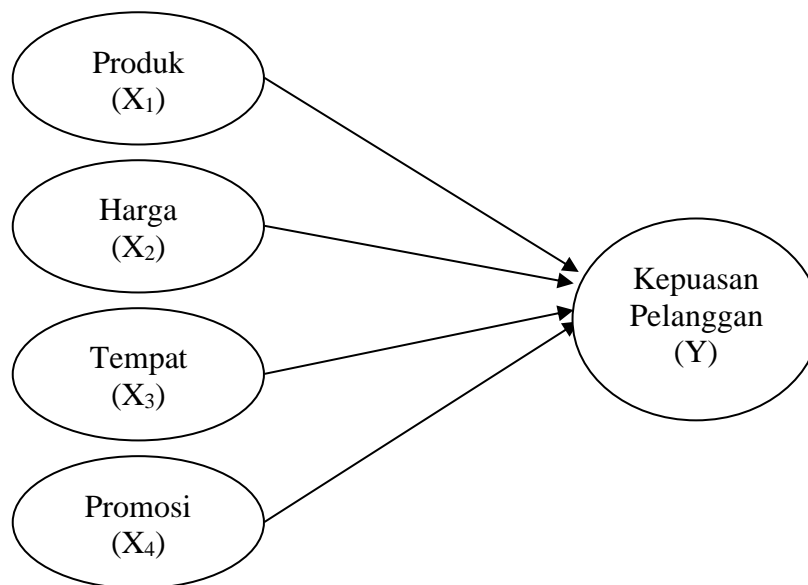 Produk
(X₁)
Harga
(X₂)
Tempat
(X₃)
Promosi
(X₄)
Kepuasan
Pelanggan
(Y)